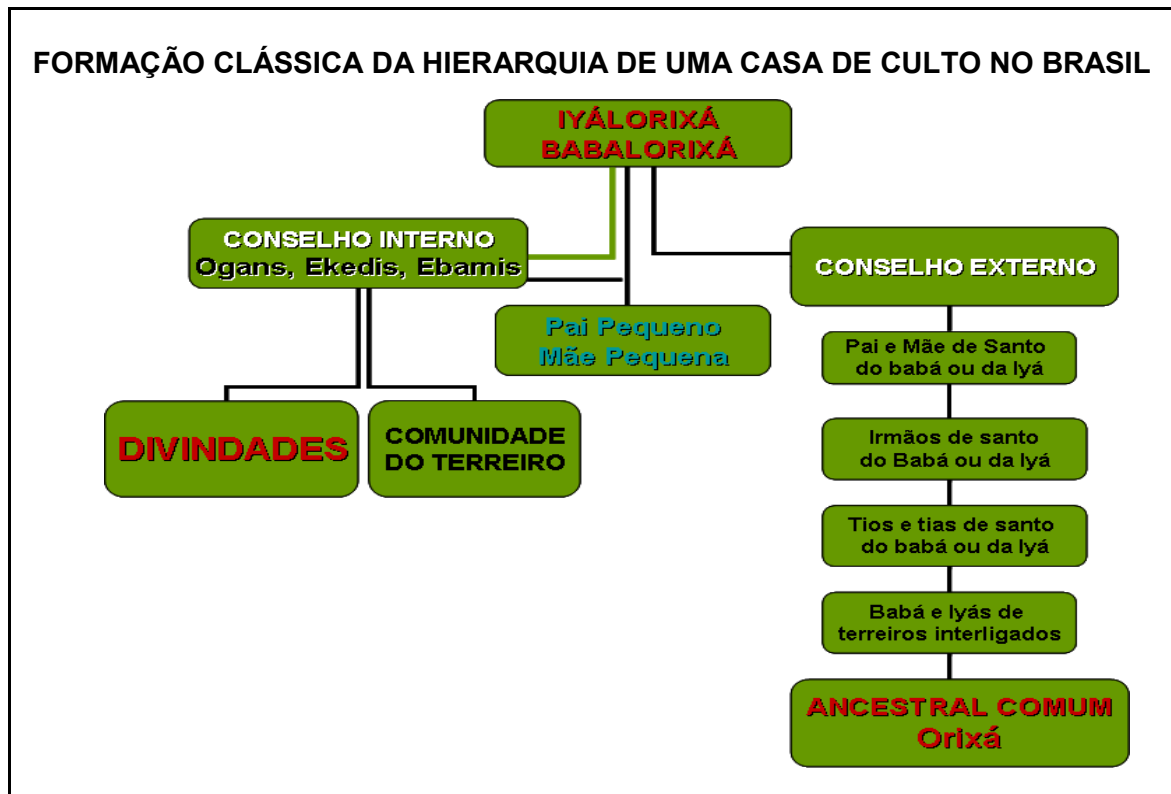 FORMAÇÃO CLÁSSICA DA HIERARQUIA DE UMA CASA DE CULTO NO BRASIL
IYÁLORIXÁ
BABALORIXÁ
CONSELHO INTERNO
Ogans, Ekedis, Ebamis
CONSELHO EXTERNO
Pai Pequeno
Mãe Pequena
Pai e Mãe de Santo
do babá ou da Iyá
DIVINDADES
COMUNIDADE
DO TERREIRO
Irmãos de santo
do Babá ou da Iyá
Tios e tias de santo
do babá ou da Iyá
Babá e Iyás de
terreiros interligados
ANCESTRAL COMUM
Orixá